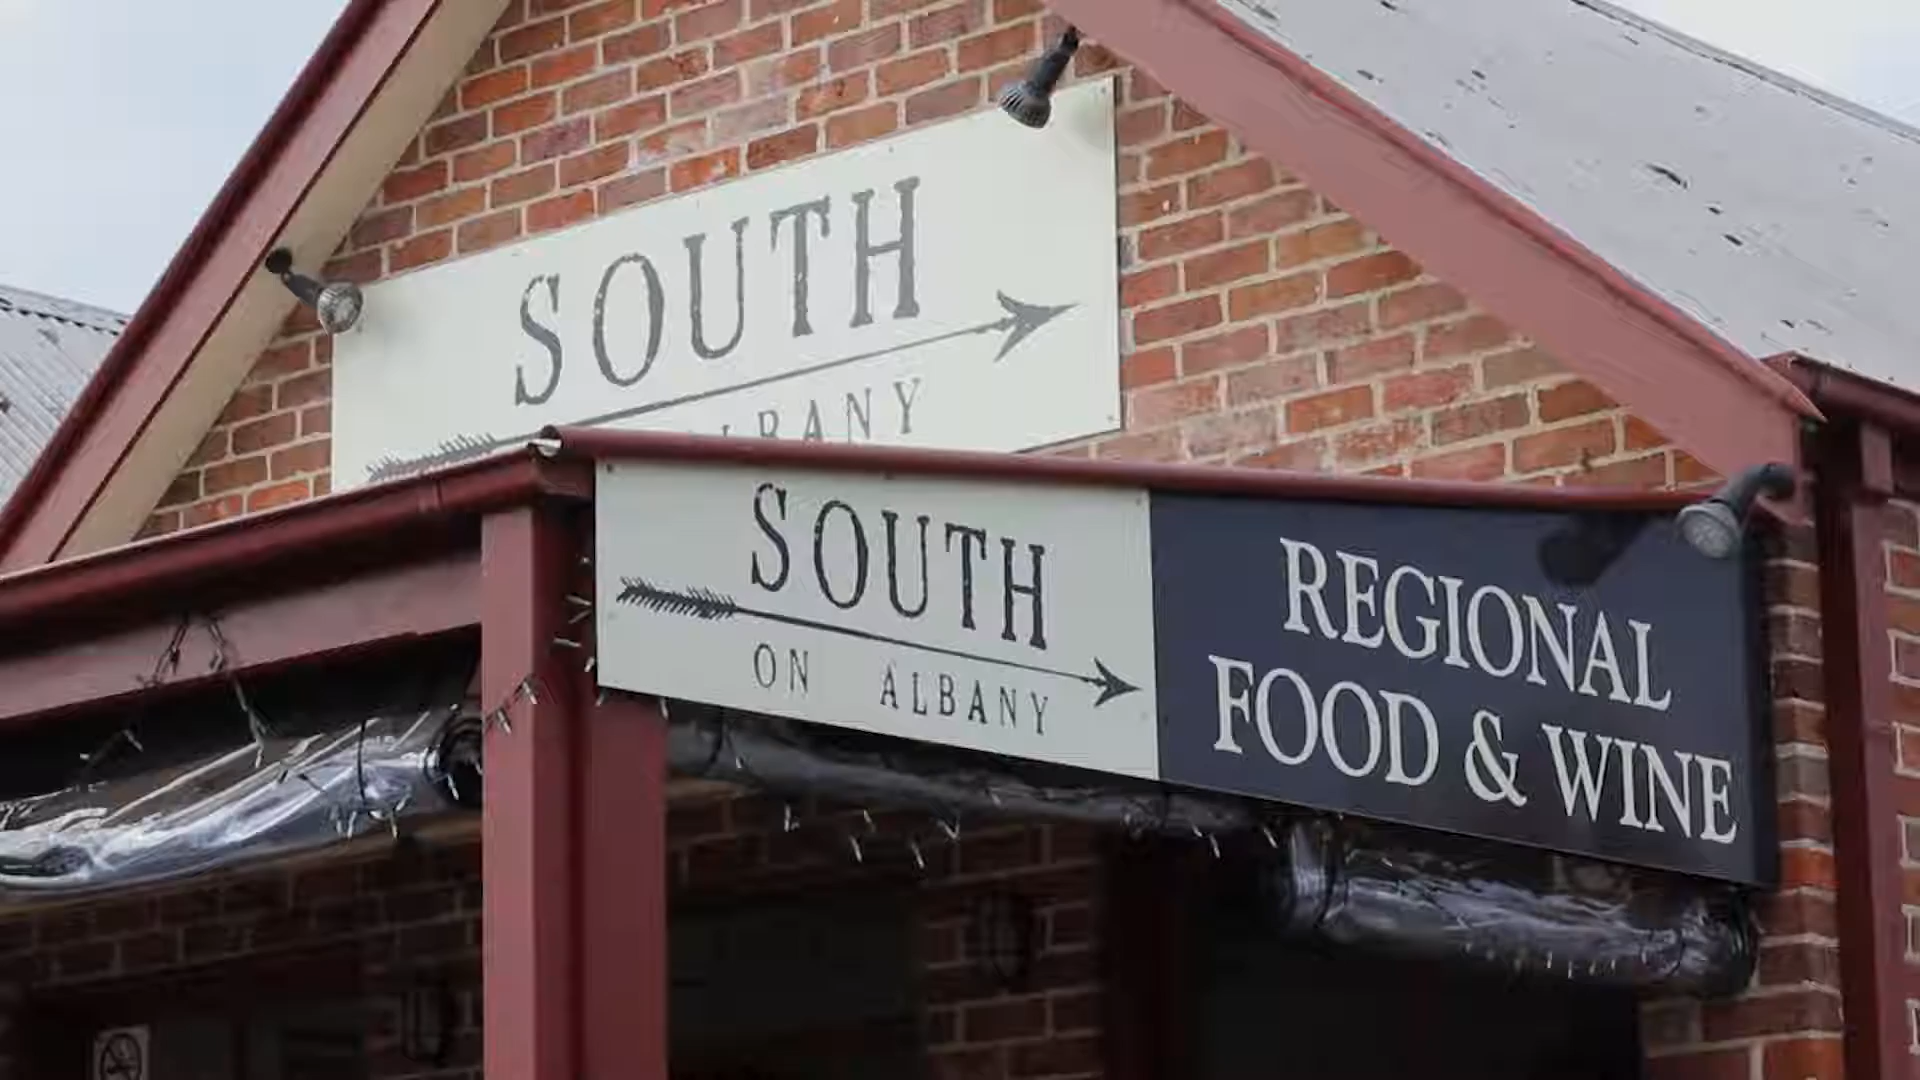 SOUTH
SOUTH
ON ALBANY
REGIONAL
FOOD & WINE